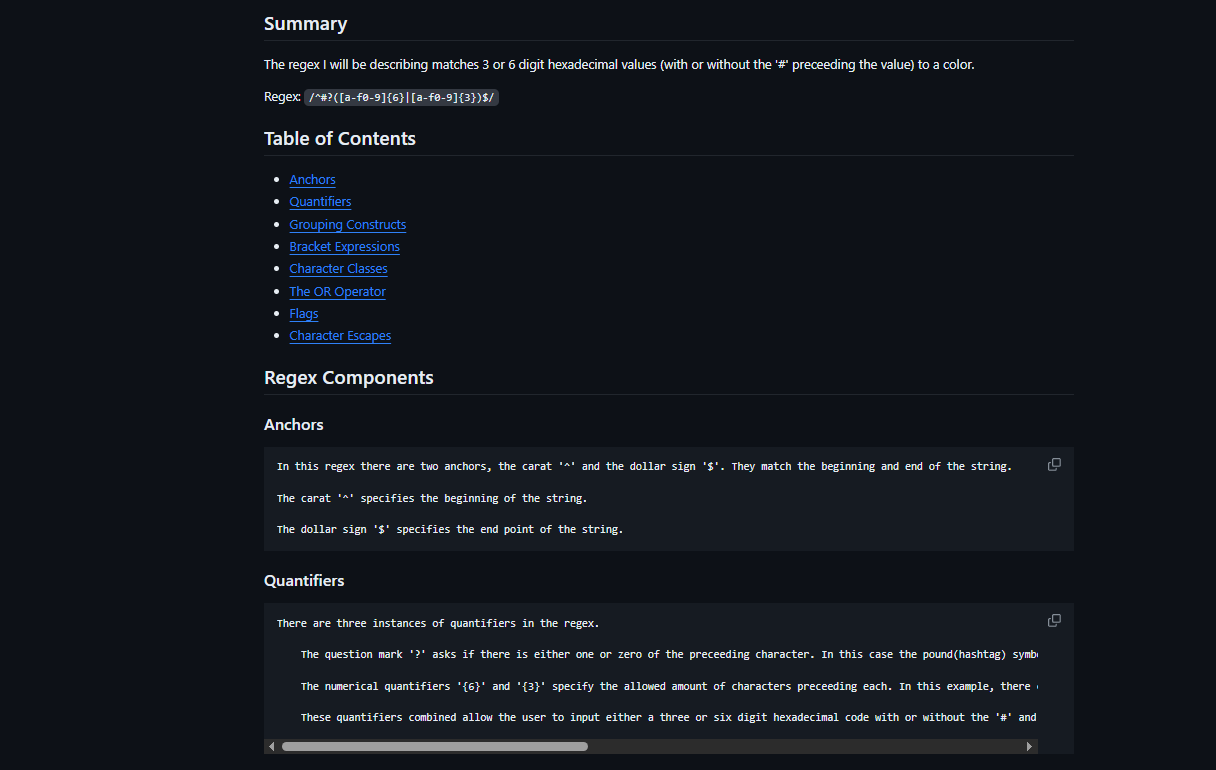 Summary
The regex I will be describing matches 3 or 6 digit hexadecimal values (with or without the '#' preceeding the value) to a color.
Regex: /^#?([a-f0-9]{6}|[a-f0-9]{3})$/
Table of Contents
Anchors
Quantifiers
Grouping Constructs
Bracket Expressions
Character Classes
The OR Operator
Flags
Character Escapes
Regex Components
Anchors
In this regex there are two anchors, the carat '^' and the dollar sign '$'. They match the beginning and end of the string.
The carat '^' specifies the beginning of the string.
The dollar sign '$' specifies the end point of the string.
Quantifiers
There are three instances of quantifiers in the regex.
The question mark '?' asks if there is either one or zero of the preceeding character. In this case the pound(hashtag)
The numerical quantifiers '{6}' and '{3}' specify the allowed amount of characters preceeding each. In this example, there
These quantifiers combined allow the user to input either a three or six digit hexadecimal code with or without the '#' and